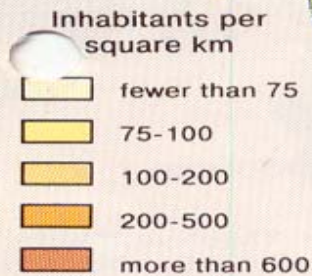 Inhabitants per
square km
fewer than 75
75-100
100-200
200-500
more than 600